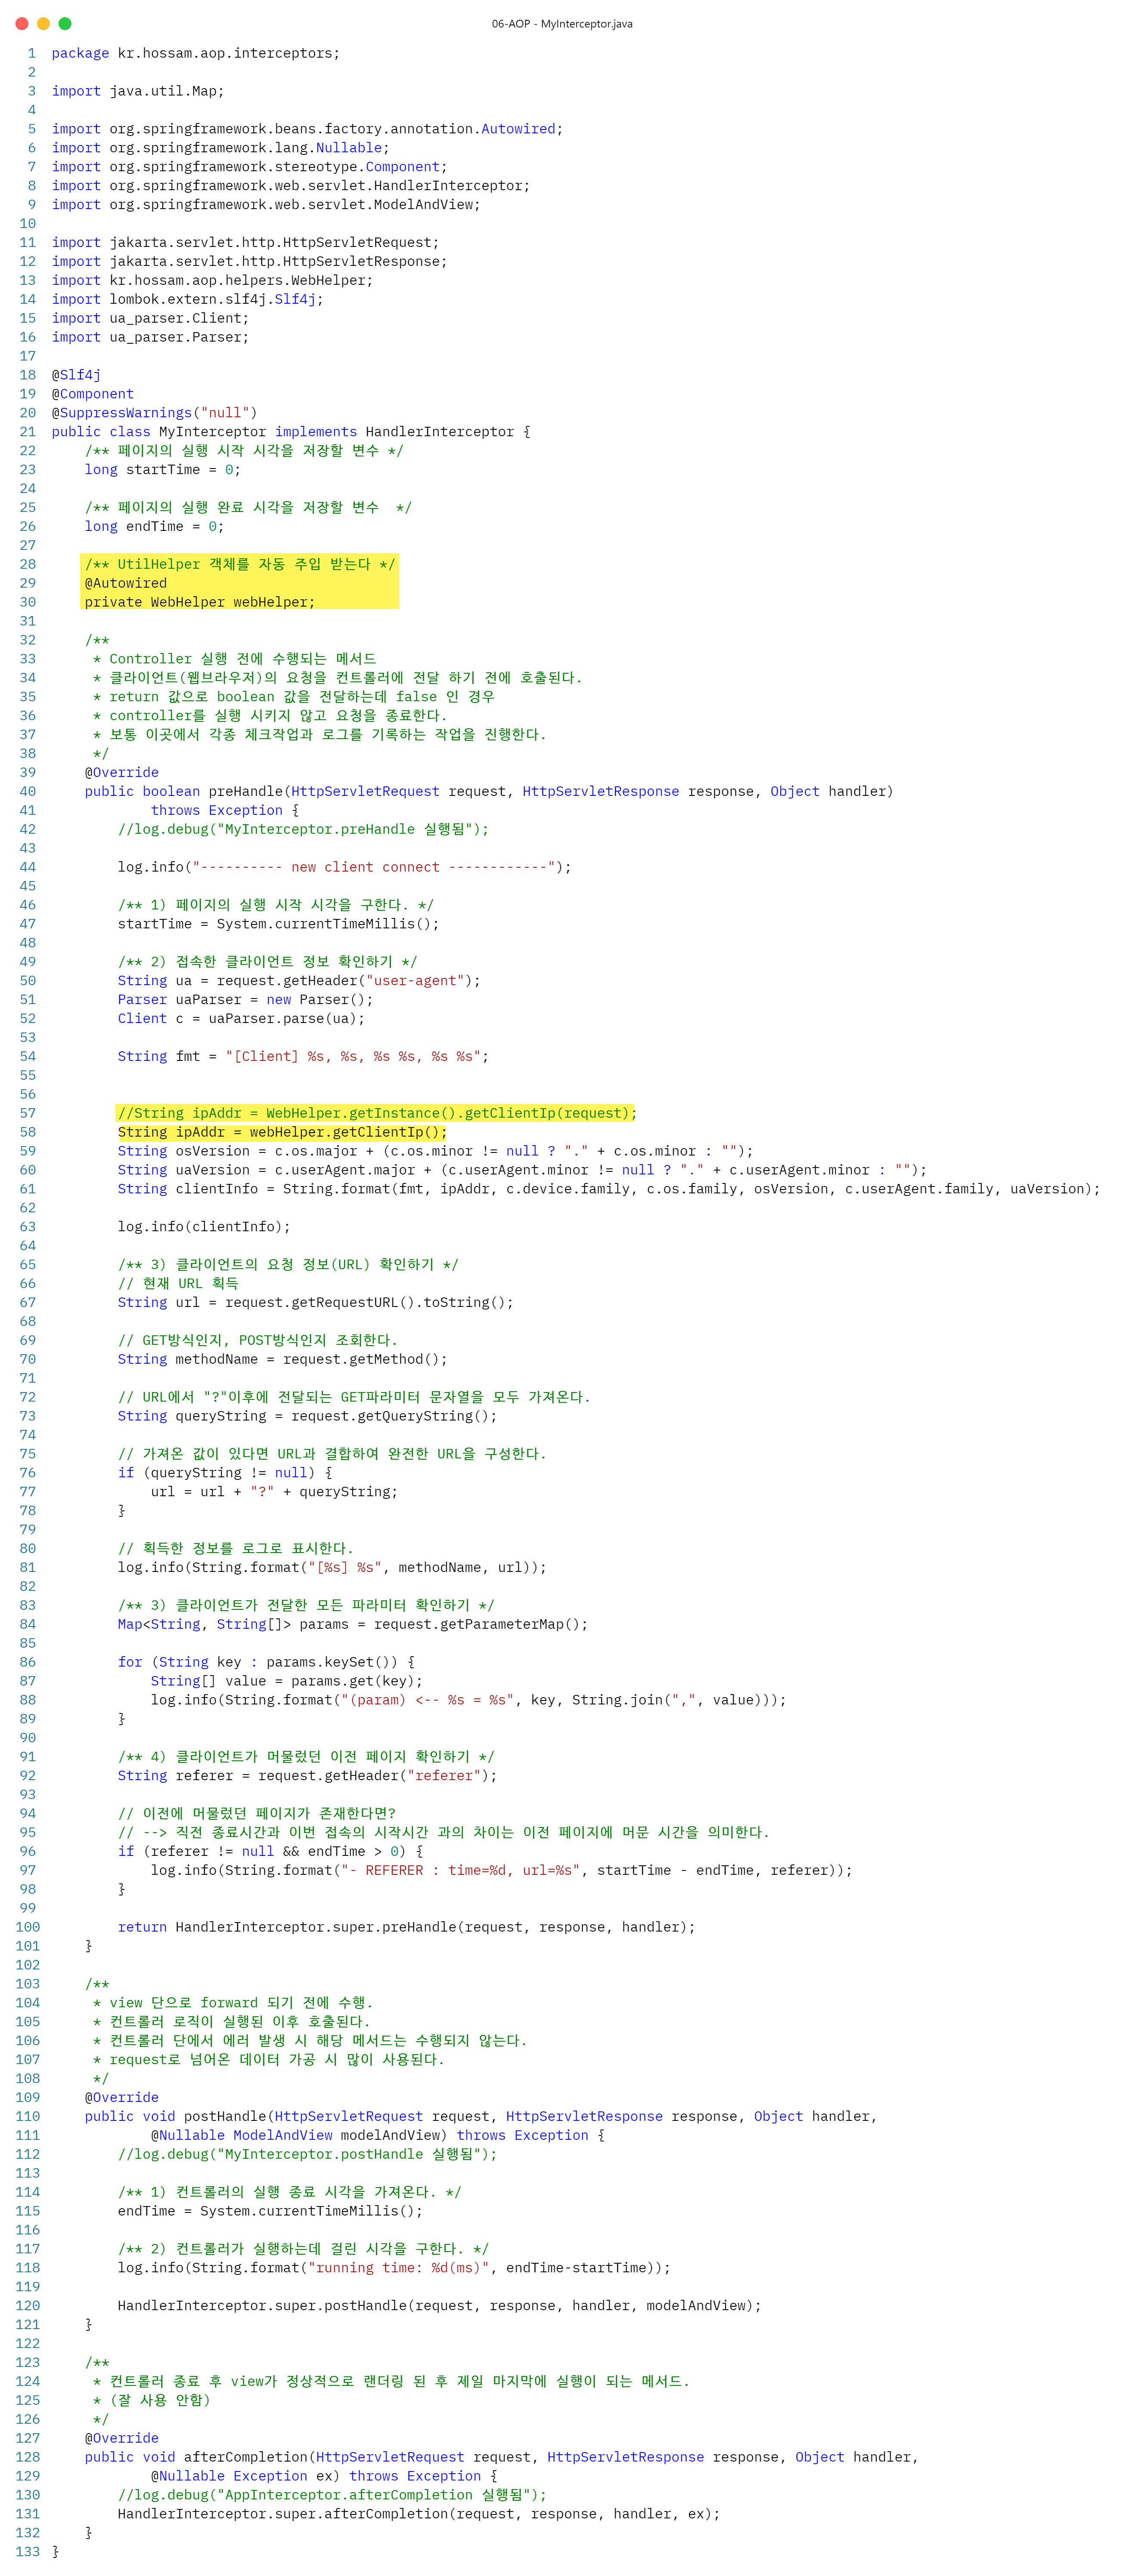 06-AOP - MyInterceptor.java
1 package kr.hossam.aop.interceptors;
2
3 import java.util.Map;
4
5 import org.springframework.beans.factory.annotation.Autowired;
6 import org.springframework.lang.Nullable;
7 import org.springframework.stereotype.Component;
8 import org.springframework.web.servlet.HandlerInterceptor;
9 import org.springframework.web.servlet.ModelAndView;
10
11 import jakarta.servlet.http.HttpServletRequest;
12 import jakarta.servlet.http.HttpServletResponse;
13 import kr.hossam.aop.helpers.WebHelper;
14 import lombok.extern.slf4j.Slf4j;
15 import ua_parser.Client;
16 import ua_parser.Parser;
17
18 @Slf4j
19 @Component
20 @SuppressWarnings("null")
21 public class MyInterceptor implements HandlerInterceptor {
22     /** 페이지의 실행 시작 시각을 저장할 변수 */
23     long startTime = 0;
24
25     /** 페이지의 실행 완료 시각을 저장할 변수  */
26     long endTime = 0;
27
28     /** UtilHelper 객체를 자동 주입 받는다 */
29     @Autowired
30     private WebHelper webHelper;
31
32     /**
33      * Controller 실행 전에 수행되는 메서드
34      * 클라이언트(웹브라우저)의 요청을 컨트롤러에 전달 하기 전에 호출된다.
35      * return 값으로 boolean 값을 전달하는데 false 인 경우
36      * controller를 실행 시키지 않고 요청을 종료한다.
37      * 보통 이곳에서 각종 체크작업과 로그를 기록하는 작업을 진행한다.
38      */
39     @Override
40     public boolean preHandle(HttpServletRequest request, HttpServletResponse response, Object handler)
41             throws Exception {
42         //log.debug("MyInterceptor.preHandle 실행됨");
43
44         log.info("---------- new client connect ------------");
45
46         /** 1) 페이지의 실행 시작 시각을 구한다. */
47         startTime = System.currentTimeMillis();
48
49         /** 2) 접속한 클라이언트 정보 확인하기 */
50         String ua = request.getHeader("user-agent");
51         Parser uaParser = new Parser();
52         Client c = uaParser.parse(ua);
53
54         String fmt = "[Client] %s, %s, %s %s, %s %s";
55
56
57         //String ipAddr = WebHelper.getInstance().getClientIp(request);
58         String ipAddr = webHelper.getClientIp();
59         String osVersion = c.os.major + (c.os.minor != null ? "." + c.os.minor : "");
60         String uaVersion = c.userAgent.major + (c.userAgent.minor != null ? "." + c.userAgent.minor : "");
61         String clientInfo = String.format(fmt, ipAddr, c.device.family, c.os.family, osVersion, c.userAgent.family, uaVersion);
62
63         log.info(clientInfo);
64
65         /** 3) 클라이언트의 요청 정보(URL) 확인하기 */
66         // 현재 URL 획득
67         String url = request.getRequestURL().toString();
68
69         // GET방식인지, POST방식인지 조회한다.
70         String methodName = request.getMethod();
71
72         // URL에서 "?"이후에 전달되는 GET파라미터 문자열을 모두 가져온다.
73         String queryString = request.getQueryString();
74
75         // 가져온 값이 있다면 URL과 결합하여 완전한 URL을 구성한다.
76         if (queryString != null) {
77             url = url + "?" + queryString;
78         }
79
80         // 획득한 정보를 로그로 표시한다.
81         log.info(String.format("[%s] %s", methodName, url));
82
83         /** 3) 클라이언트가 전달한 모든 파라미터 확인하기 */
84         Map<String, String[]> params = request.getParameterMap();
85
86         for (String key : params.keySet()) {
87             String[] value = params.get(key);
88             log.info(String.format("(param) <-- %s = %s", key, String.join(",", value)));
89         }
90
91         /** 4) 클라이언트가 머물렀던 이전 페이지 확인하기 */
92         String referer = request.getHeader("referer");
93
94         // 이전에 머물렀던 페이지가 존재한다면?
95         // --> 직전 종료시간과 이번 접속의 시작시간 과의 차이는 이전 페이지에 머문 시간을 의미한다.
96         if (referer != null && endTime > 0) {
97             log.info(String.format("- REFERER : time=%d, url=%s", startTime - endTime, referer));
98         }
99
100         return HandlerInterceptor.super.preHandle(request, response, handler);
101     }
102
103     /**
104      * view 단으로 forward 되기 전에 수행.
105      * 컨트롤러 로직이 실행된 이후 호출된다.
106      * 컨트롤러 단에서 에러 발생 시 해당 메서드는 수행되지 않는다.
107      * request로 넘어온 데이터 가공 시 많이 사용된다.
108      */
109     @Override
110     public void postHandle(HttpServletRequest request, HttpServletResponse response, Object handler,
111             @Nullable ModelAndView modelAndView) throws Exception {
112         //log.debug("MyInterceptor.postHandle 실행됨");
113
114         /** 1) 컨트롤러의 실행 종료 시각을 가져온다. */
115         endTime = System.currentTimeMillis();
116
117         /** 2) 컨트롤러가 실행하는데 걸린 시각을 구한다. */
118         log.info(String.format("running time: %d(ms)", endTime-startTime));
119
120         HandlerInterceptor.super.postHandle(request, response, handler, modelAndView);
121     }
122
123     /**
124      * 컨트롤러 종료 후 view가 정상적으로 랜더링 된 후 제일 마지막에 실행이 되는 메서드.
125      * (잘 사용 안함)
126      */
127     @Override
128     public void afterCompletion(HttpServletRequest request, HttpServletResponse response, Object handler,
129             @Nullable Exception ex) throws Exception {
130         //log.debug("AppInterceptor.afterCompletion 실행됨");
131         HandlerInterceptor.super.afterCompletion(request, response, handler, ex);
132     }
133 }